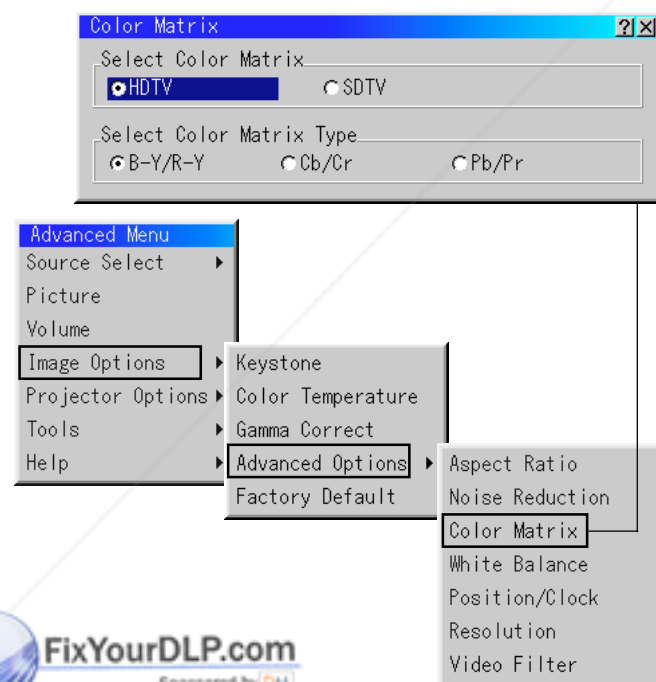 Color Matrix
Select Color Matrix
HDTV SDTV
Select Color Matrix Type
B-Y/R-Y Cb/Cr Pb/Pr
Advanced Menu
Source Select
Picture
Volume
Image Options
Projector Options
Tools
Help
Keystone
Color Temperature
Gamma Correct
Advanced Options
Factory Default
Aspect Ratio
Noise Reduction
Color Matrix
White Balance
Position/Clock
Resolution
Video Filter
FixYourDLP.com
Sponsored by